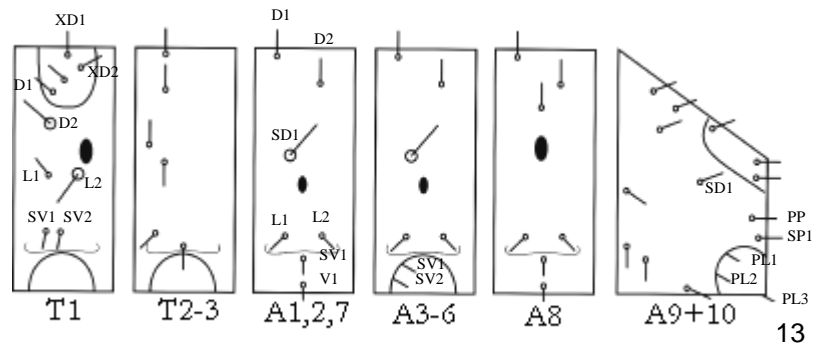 XD1
XD2
D1
D2
L1
L2
SV1 SV2
T1
T2-3
D1
D2
SD1
L1 L2
SV1
V1
A1,2,7
SV1
SV2
A3-6
A8
SD1
PP
SP1
PL1
PL2
PL3
A9+10
13